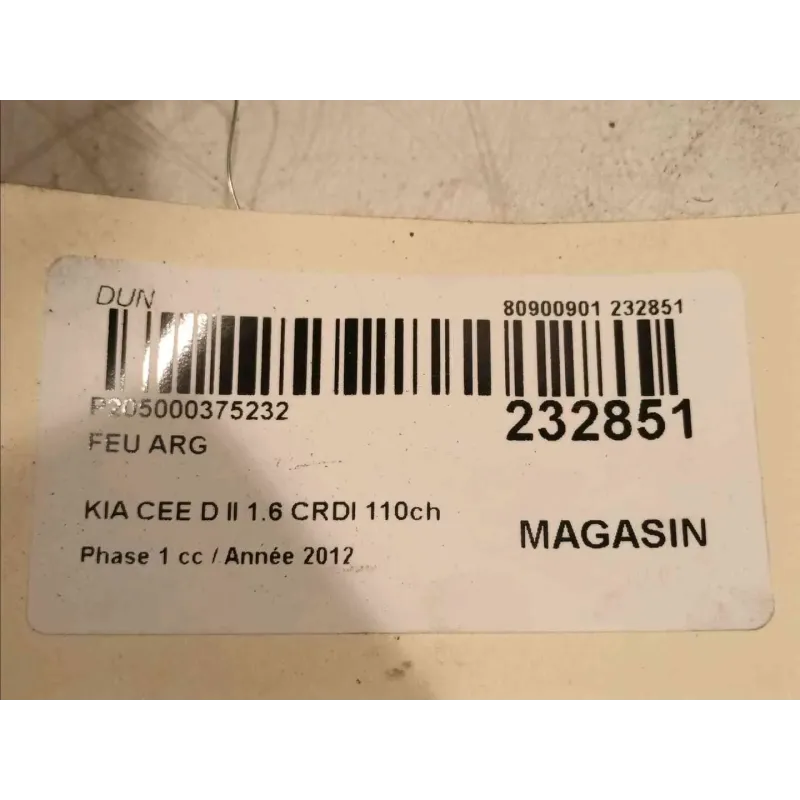 DUN
80900901 232851
P205000375232
232851
FEU ARG
KIA CEE D II 1.6 CRDI 110ch
MAGASIN
Phase 1 cc / Année 2012